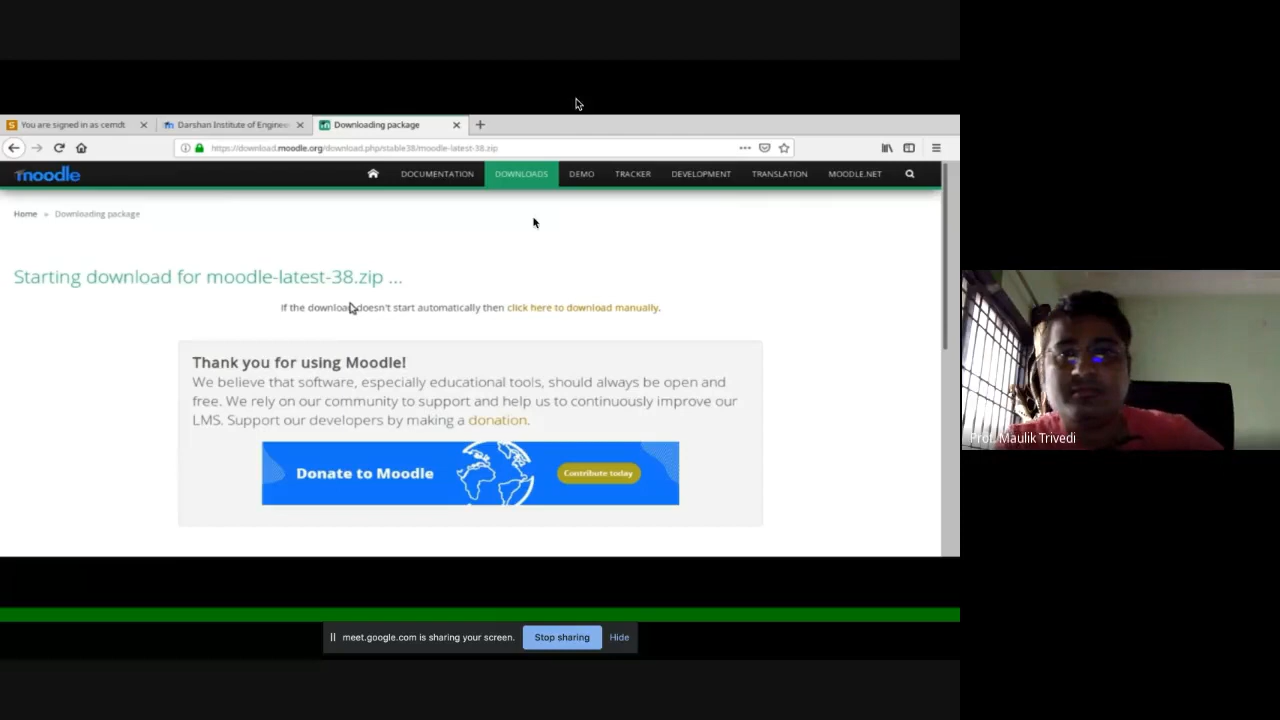 You are signed in as cemdt
Darshan Institute of Enginee
Downloading package
https://download.moodle.org/download.php/stable38/moodle-latest-38.zip
moodle
DOCUMENTATION
DOWNLOADS
DEMO
TRACKER
DEVELOPMENT
TRANSLATION
MOODLE.NET
Home » Downloading package
Starting download for moodle-latest-38.zip ...
If the download doesn't start automatically then click here to download manually.
Thank you for using Moodle!
We believe that software, especially educational tools, should always be open and
free. We rely on our community to support and help us to continuously improve our
LMS. Support our developers by making a donation.
Donate to Moodle
Contribute today
Prof. Maulik Trivedi
meet.google.com is sharing your screen.
Stop sharing
Hide